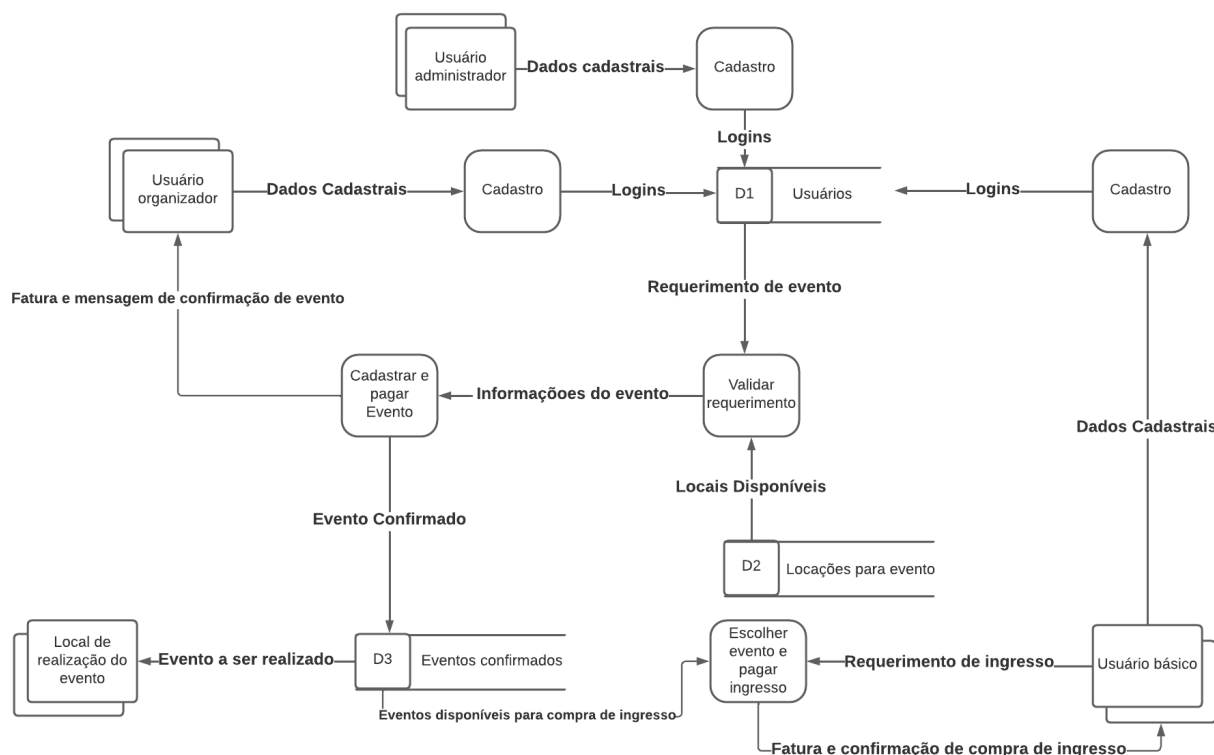 Usuário
administrador
Dados cadastrais
Cadastro
Logins
Usuário
organizador
Dados Cadastrais
Cadastro
Logins
D1
Usuários
Logins
Cadastro
Requerimento de evento
Fatura e mensagem de confirmação de evento
Cadastrar e
pagar
Evento
Informaçõoes do evento
Validar
requerimento
Dados Cadastrais
Locais Disponíveis
Evento Confirmado
D2
Locações para evento
Local de
realização do
evento
Evento a ser realizado
D3
Eventos confirmados
Escolher
evento e
pagar
ingresso
Requerimento de ingresso
Usuário básico
Eventos disponíveis para compra de ingresso
Fatura e confirmação de compra de ingresso